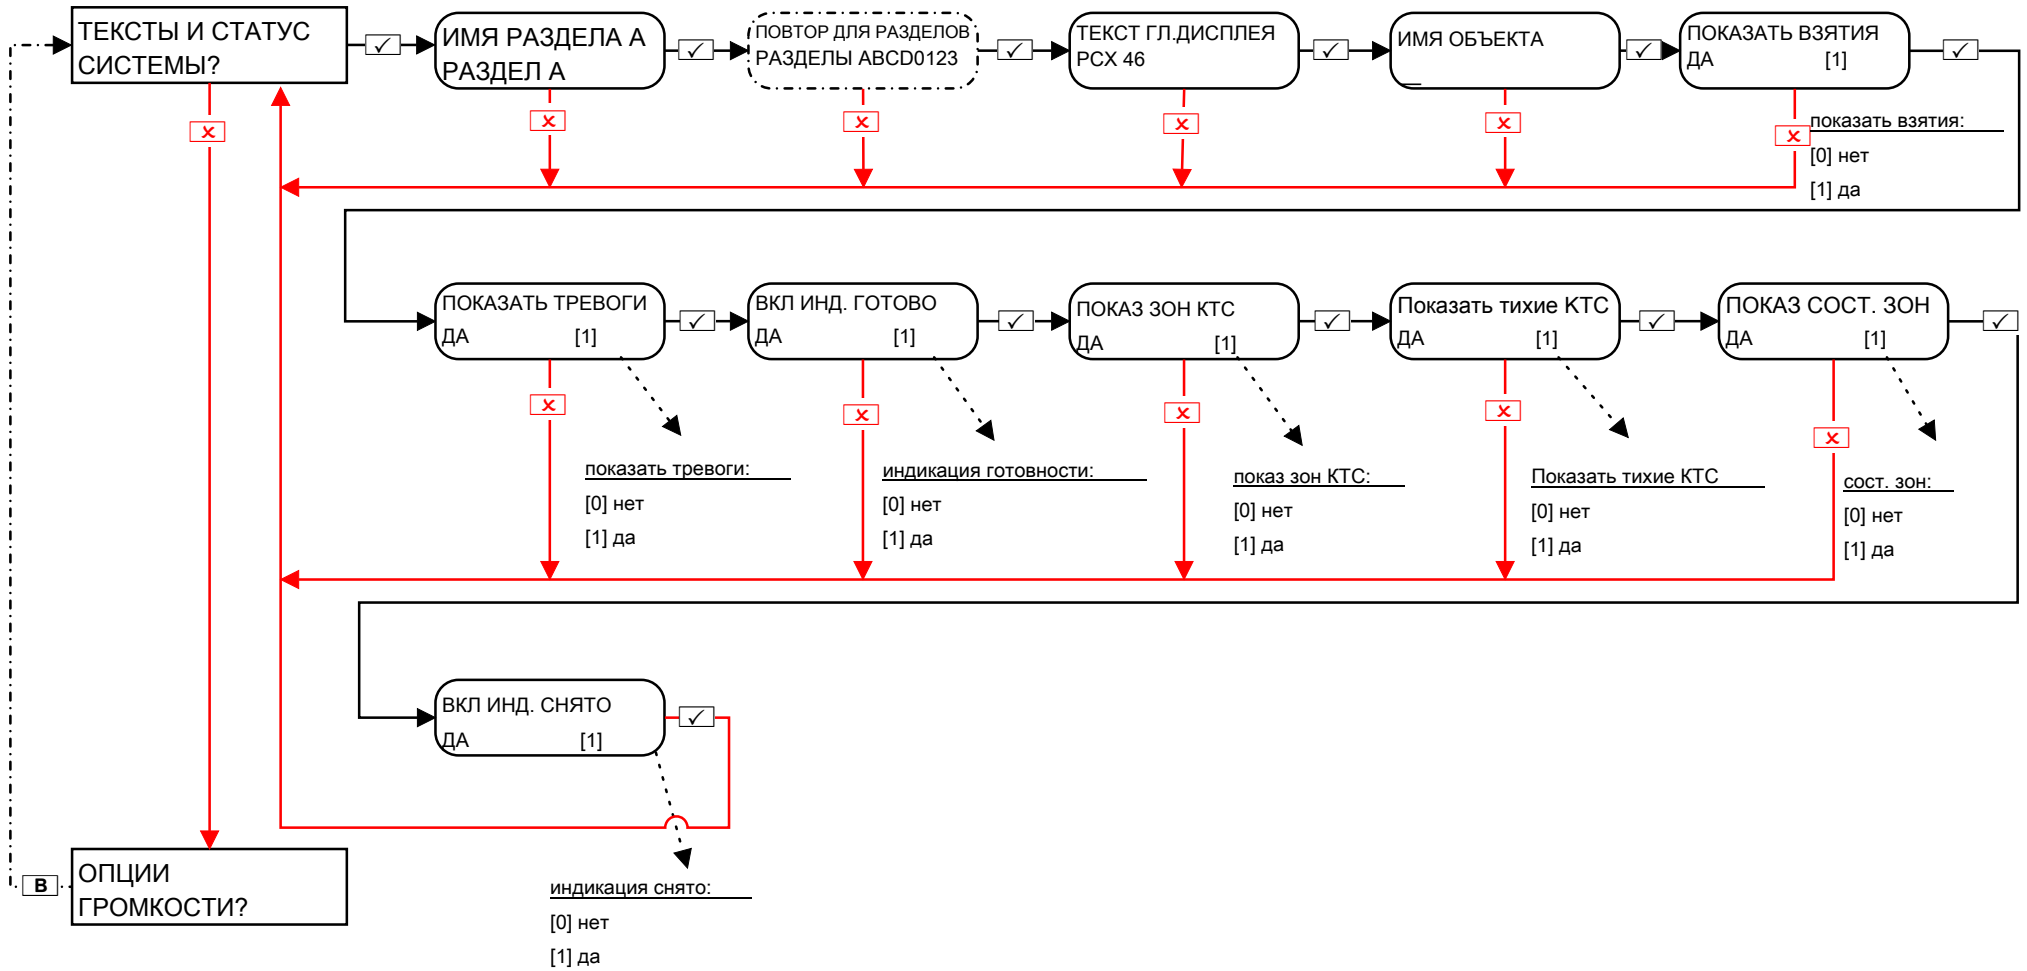 ТЕКСТЫ И СТАТУС
СИСТЕМЫ?
ИМЯ РАЗДЕЛА А
РАЗДЕЛ А
ПОВТОР ДЛЯ РАЗДЕЛОВ
РАЗДЕЛЫ ABCD0123
ТЕКСТ ГЛ.ДИСПЛЕЯ
PCX 46
ИМЯ ОБЪЕКТА
ПОКАЗАТЬ ВЗЯТИЯ
ДА [1]
показать взятия:
[0] нет
[1] да
ПОКАЗАТЬ ТРЕВОГИ
ДА [1]
ВКЛ ИНД. ГОТОВО
ДА [1]
ПОКАЗ ЗОН КТС
ДА [1]
Показать тихие КТС
ДА [1]
ПОКАЗ СОСТ. ЗОН
ДА [1]
показать тревоги:
[0] нет
[1] да
индикация готовности:
[0] нет
[1] да
показ зон КТС:
[0] нет
[1] да
Показать тихие КТС
[0] нет
[1] да
сост. зон:
[0] нет
[1] да
ВКЛ ИНД. СНЯТО
ДА [1]
ОПЦИИ
ГРОМКОСТИ?
B
индикация снято:
[0] нет
[1] да